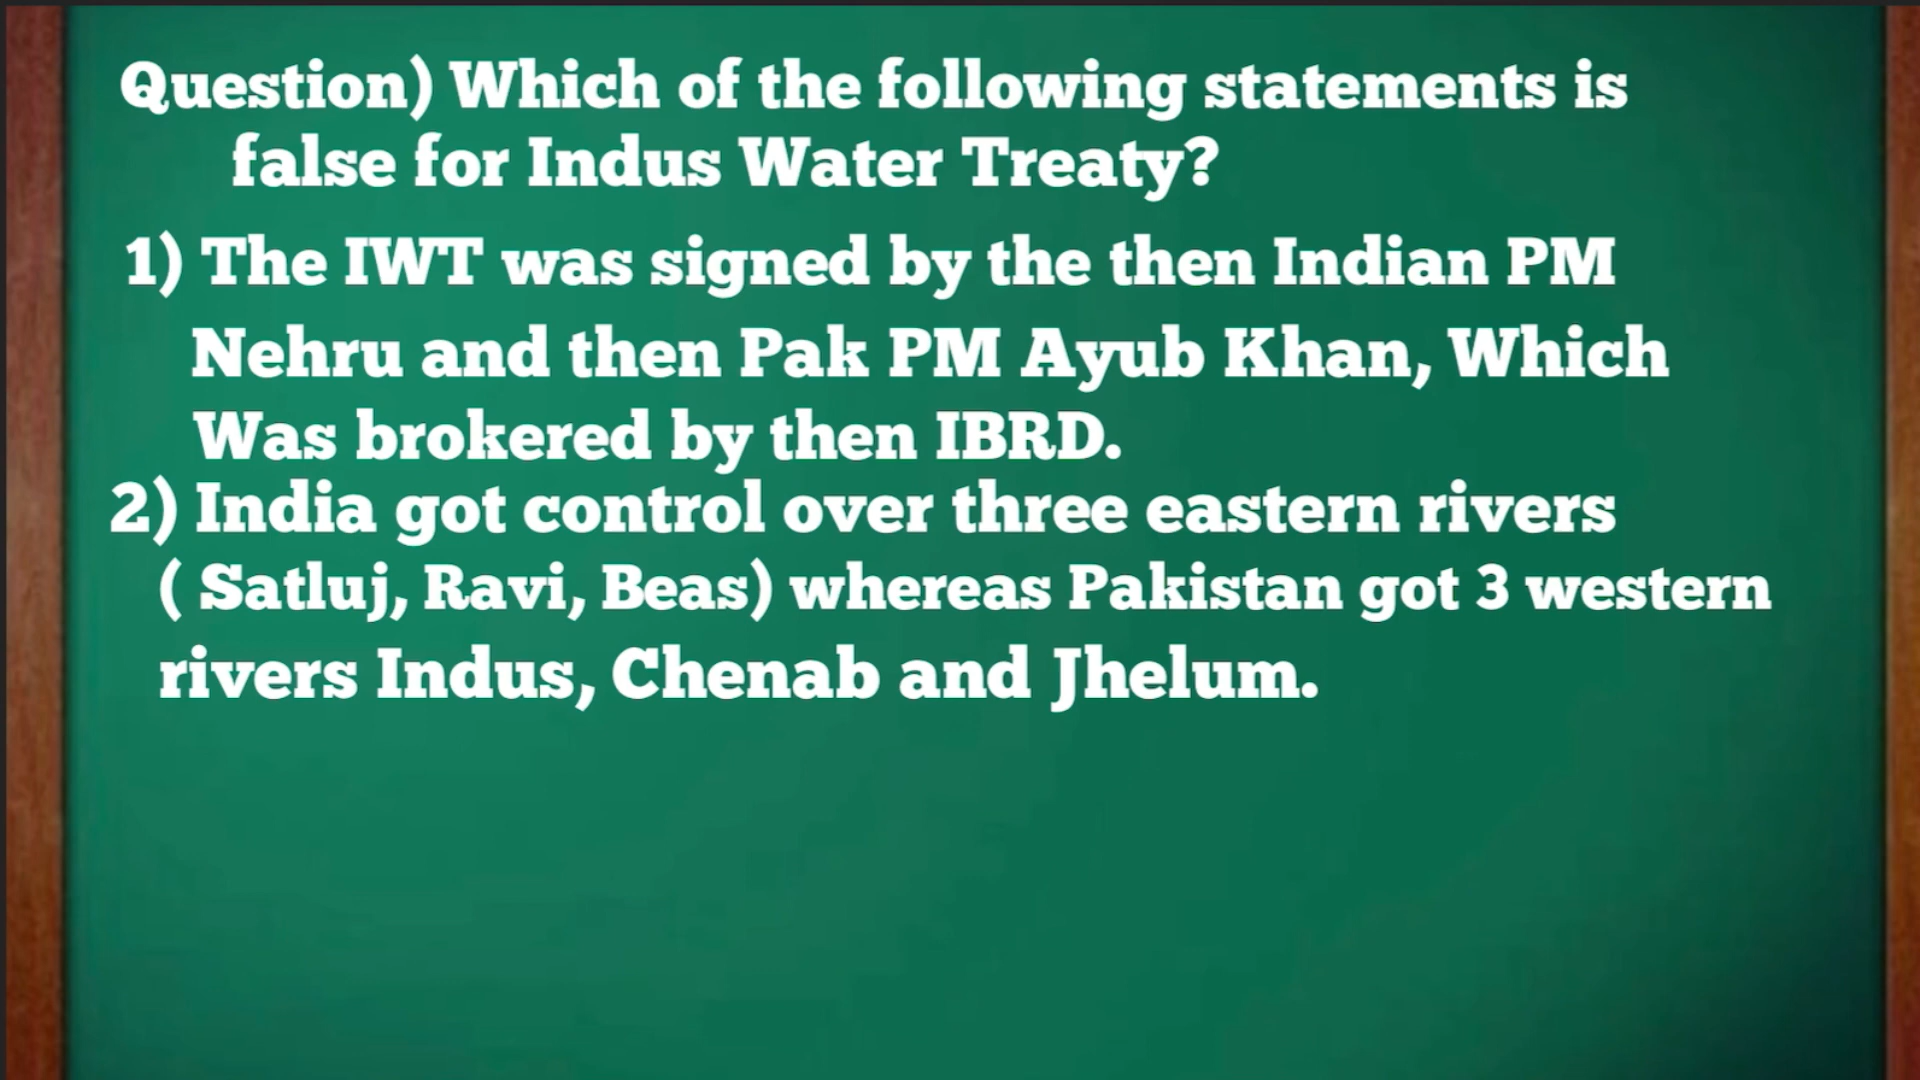 Question) Which of the following statements is
false for Indus Water Treaty?
1) The IWT was signed by the then Indian PM
Nehru and then Pak PM Ayub Khan, Which
Was brokered by then IBRD.
2) India got control over three eastern rivers
( Satluj, Ravi, Beas) whereas Pakistan got 3 western
rivers Indus, Chenab and Jhelum.